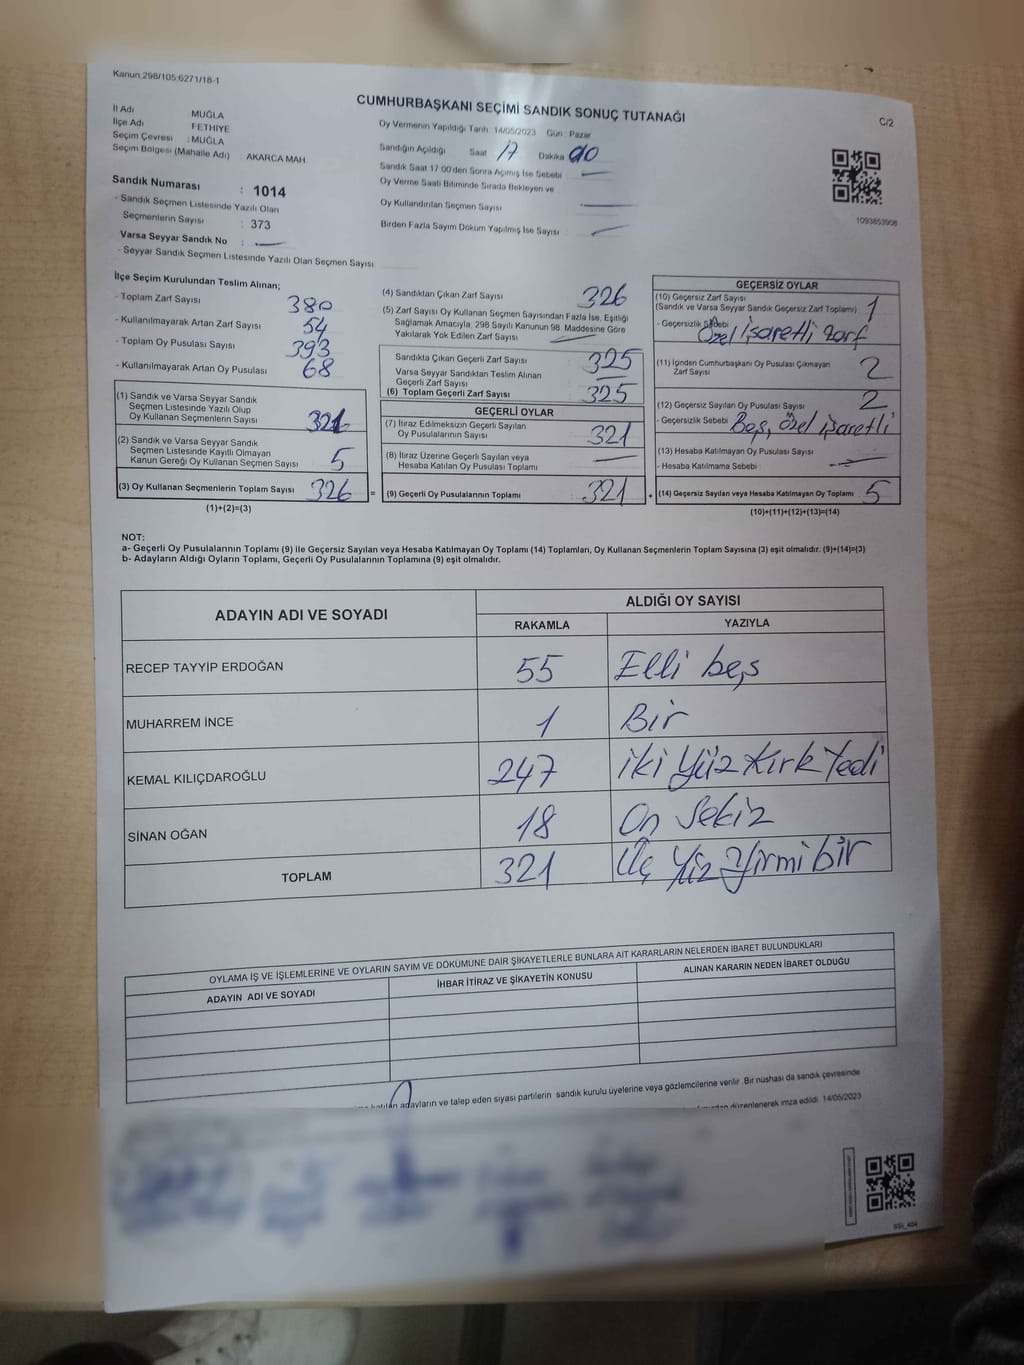 Kanun.298/105,6271/18-1
CUMHURBAŞKANI SEÇİMİ SANDIK SONUÇ TUTANAĞI
C/2
İl Adı MUĞLA
İlçe Adı FETHİYE
Seçim Çevresi :MUĞLA
Seçim Bölgesi (Mahalle Adı) : AKARCA MAH.
Sandık Numarası : 1014
- Sandık Seçmen Listesinde Yazılı Olan
Seçmenlerin Sayısı : 373
Varsa Seyyar Sandık No :
- Seyyar Sandık Seçmen Listesinde Yazılı Olan Seçmen Sayısı
Oy Vermenin Yapıldığı Tarih 14/05/2023 Gün : Pazar
Sandığın Açıldığı Saat 17 Dakika 00
Sandık Saat 17.00'den Sonra Açılmış İse Sebebi
Oy Verme Saati Bitiminde Sırada Bekleyen ve
Oy Kullandırılan Seçmen Sayısı
Birden Fazla Sayım Döküm Yapılmış İse Sayısı
1093853908
İlçe Seçim Kurulundan Teslim Alınan;
- Toplam Zarf Sayısı 380
- Kullanılmayarak Artan Zarf Sayısı 54
- Toplam Oy Pusulası Sayısı 393
- Kullanılmayarak Artan Oy Pusulası 68
(1) Sandık ve Varsa Seyyar Sandık
Seçmen Listesinde Yazılı Olup
Oy Kullanan Seçmenlerin Sayısı 321
(2) Sandık ve Varsa Seyyar Sandık
Seçmen Listesinde Kayıtlı Olmayan
Kanun Gereği Oy Kullanan Seçmen Sayısı 5
(3) Oy Kullanan Seçmenlerin Toplam Sayısı 326 =
(1)+(2)=(3)
(4) Sandıktan Çıkan Zarf Sayısı 326
(5) Zarf Sayısı Oy Kullanan Seçmen Sayısından Fazla İse, Eşitliği
Sağlamak Amacıyla, 298 Sayılı Kanunun 98. Maddesine Göre
Yakılarak Yok Edilen Zarf Sayısı
Sandıkta Çıkan Geçerli Zarf Sayısı 325
Varsa Seyyar Sandıktan Teslim Alınan
Geçerli Zarf Sayısı
(6) Toplam Geçerli Zarf Sayısı 325
GEÇERLİ OYLAR
(7) İtiraz Edilmeksizin Geçerli Sayılan
Oy Pusulalarının Sayısı 321
(8) İtiraz Üzerine Geçerli Sayılan veya
Hesaba Katılan Oy Pusulası Toplamı
(9) Geçerli Oy Pusulalarının Toplamı 321 +
GEÇERSİZ OYLAR
(10) Geçersiz Zarf Sayısı
(Sandık ve Varsa Seyyar Sandık Geçersiz Zarf Toplamı) 1
- Geçersizlik Sebebi Özel İşaretli Zarf
(11) İçinden Cumhurbaşkanı Oy Pusulası Çıkmayan
Zarf Sayısı 2
(12) Geçersiz Sayılan Oy Pusulası Sayısı 2
- Geçersizlik Sebebi Boş, özel işaretli
(13) Hesaba Katılmayan Oy Pusulası Sayısı
- Hesaba Katılmama Sebebi :
(14) Geçersiz Sayılan veya Hesaba Katılmayan Oy Toplamı 5
(10)+(11)+(12)+(13)=(14)
NOT:
a- Geçerli Oy Pusulalarının Toplamı (9) ile Geçersiz Sayılan veya Hesaba Katılmayan Oy Toplamı (14) Toplamları, Oy Kullanan Seçmenlerin Toplam Sayısına (3) eşit olmalıdır. (9)+(14)=(3)
b- Adayların Aldığı Oyların Toplamı, Geçerli Oy Pusulalarının Toplamına (9) eşit olmalıdır.
ADAYIN ADI VE SOYADI ALDIĞI OY SAYISI
RAKAMLA YAZIYLA
RECEP TAYYİP ERDOĞAN 55 Elli beş
MUHARREM İNCE 1 Bir
KEMAL KILIÇDAROĞLU 247 iki Yüz Kırk Yedi
SİNAN OĞAN 18 On Sekiz
TOPLAM 321 Üç Yüz Yirmi bir
OYLAMA İŞ VE İŞLEMLERİNE VE OYLARIN SAYIM VE DÖKÜMÜNE DAİR ŞİKAYETLERLE BUNLARA AİT KARARLARIN NELERDEN İBARET BULUNDUKLARI
ADAYIN ADI VE SOYADI İHBAR İTİRAZ VE ŞİKAYETİN KONUSU ALINAN KARARIN NEDEN İBARET OLDUĞU
katılan adayların ve talep eden siyasi partilerin sandık kurulu üyelerine veya gözlemcilerine verilir. Bir nüshası da sandık çevresinde
düzenlenerek imza edildi. 14/05/2023